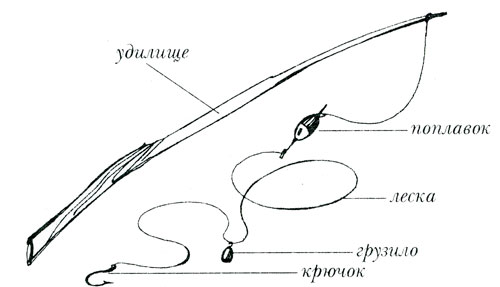 удилище
поплавок
леска
грузило
крючок